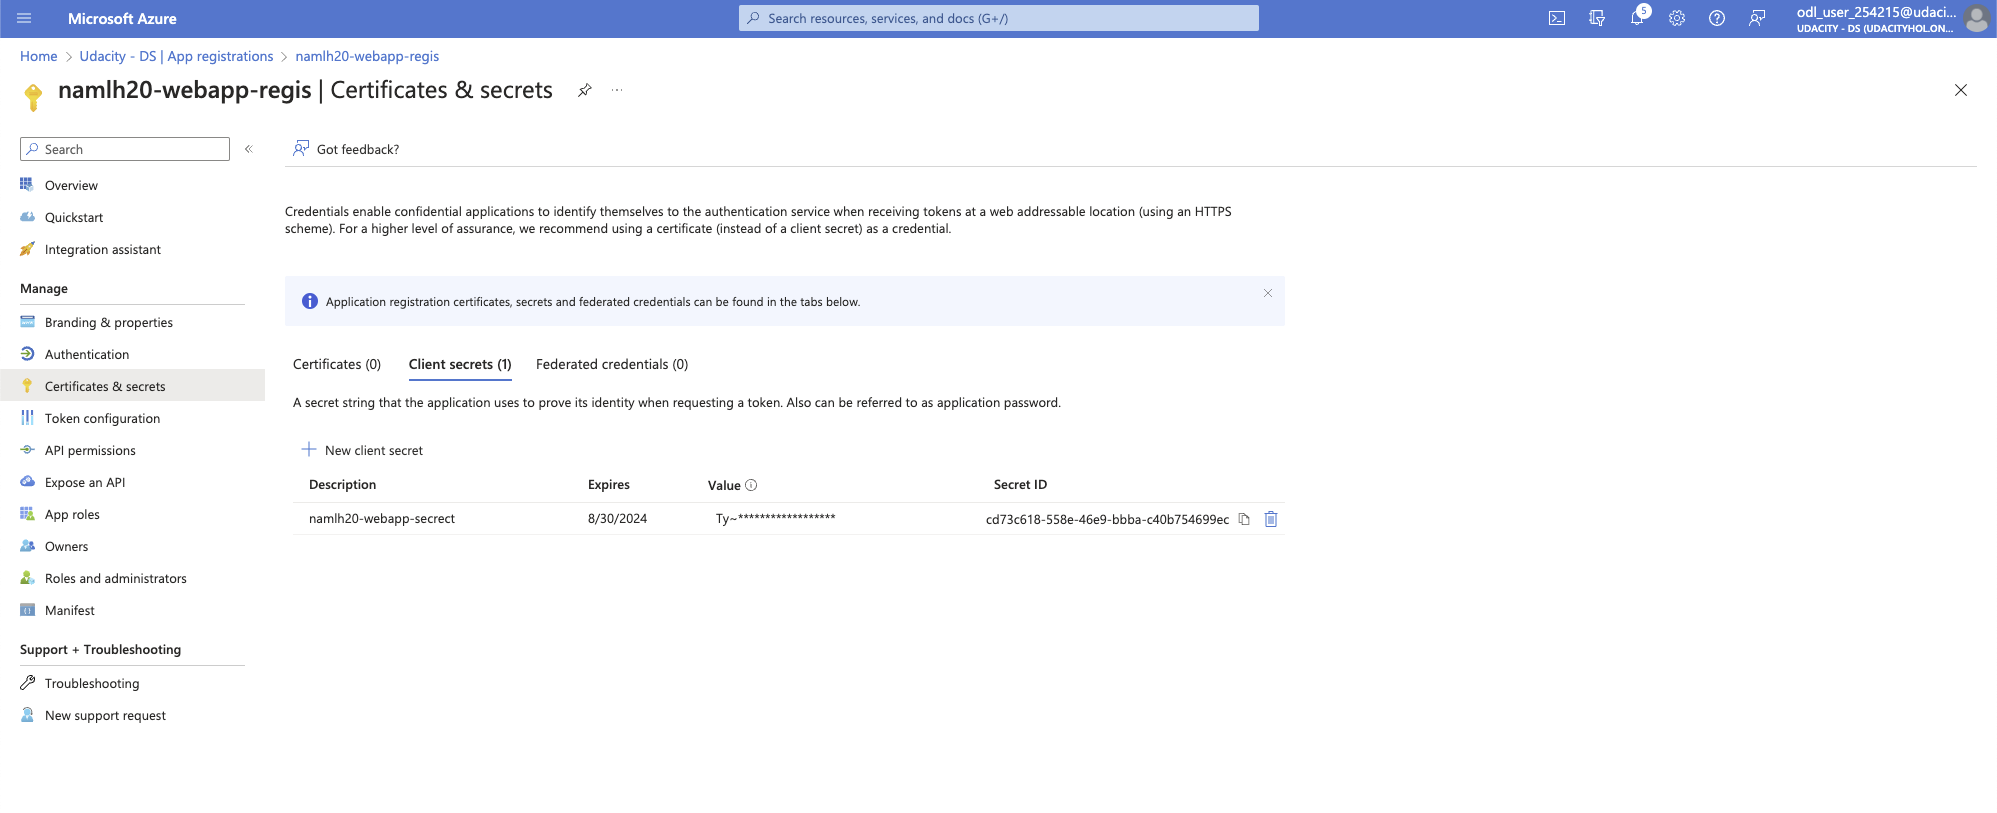 Microsoft Azure
Search resources, services, and docs (G+/)
5
odl_user_254215@udaci...
UDACITY - DS (UDACITYHOL.ON...
Home > Udacity - DS | App registrations > namlh20-webapp-regis
namlh20-webapp-regis | Certificates & secrets
Search
Got feedback?
Overview
Quickstart
Integration assistant
Manage
Branding & properties
Authentication
Certificates & secrets
Token configuration
API permissions
Expose an API
App roles
Owners
Roles and administrators
Manifest
Support + Troubleshooting
Troubleshooting
New support request
Credentials enable confidential applications to identify themselves to the authentication service when receiving tokens at a web addressable location (using an HTTPS
scheme). For a higher level of assurance, we recommend using a certificate (instead of a client secret) as a credential.
Application registration certificates, secrets and federated credentials can be found in the tabs below.
Certificates (0) Client secrets (1) Federated credentials (0)
A secret string that the application uses to prove its identity when requesting a token. Also can be referred to as application password.
New client secret
Description Expires Value Secret ID
namlh20-webapp-secrect 8/30/2024 Ty~****************** cd73c618-558e-46e9-bbba-c40b754699ec